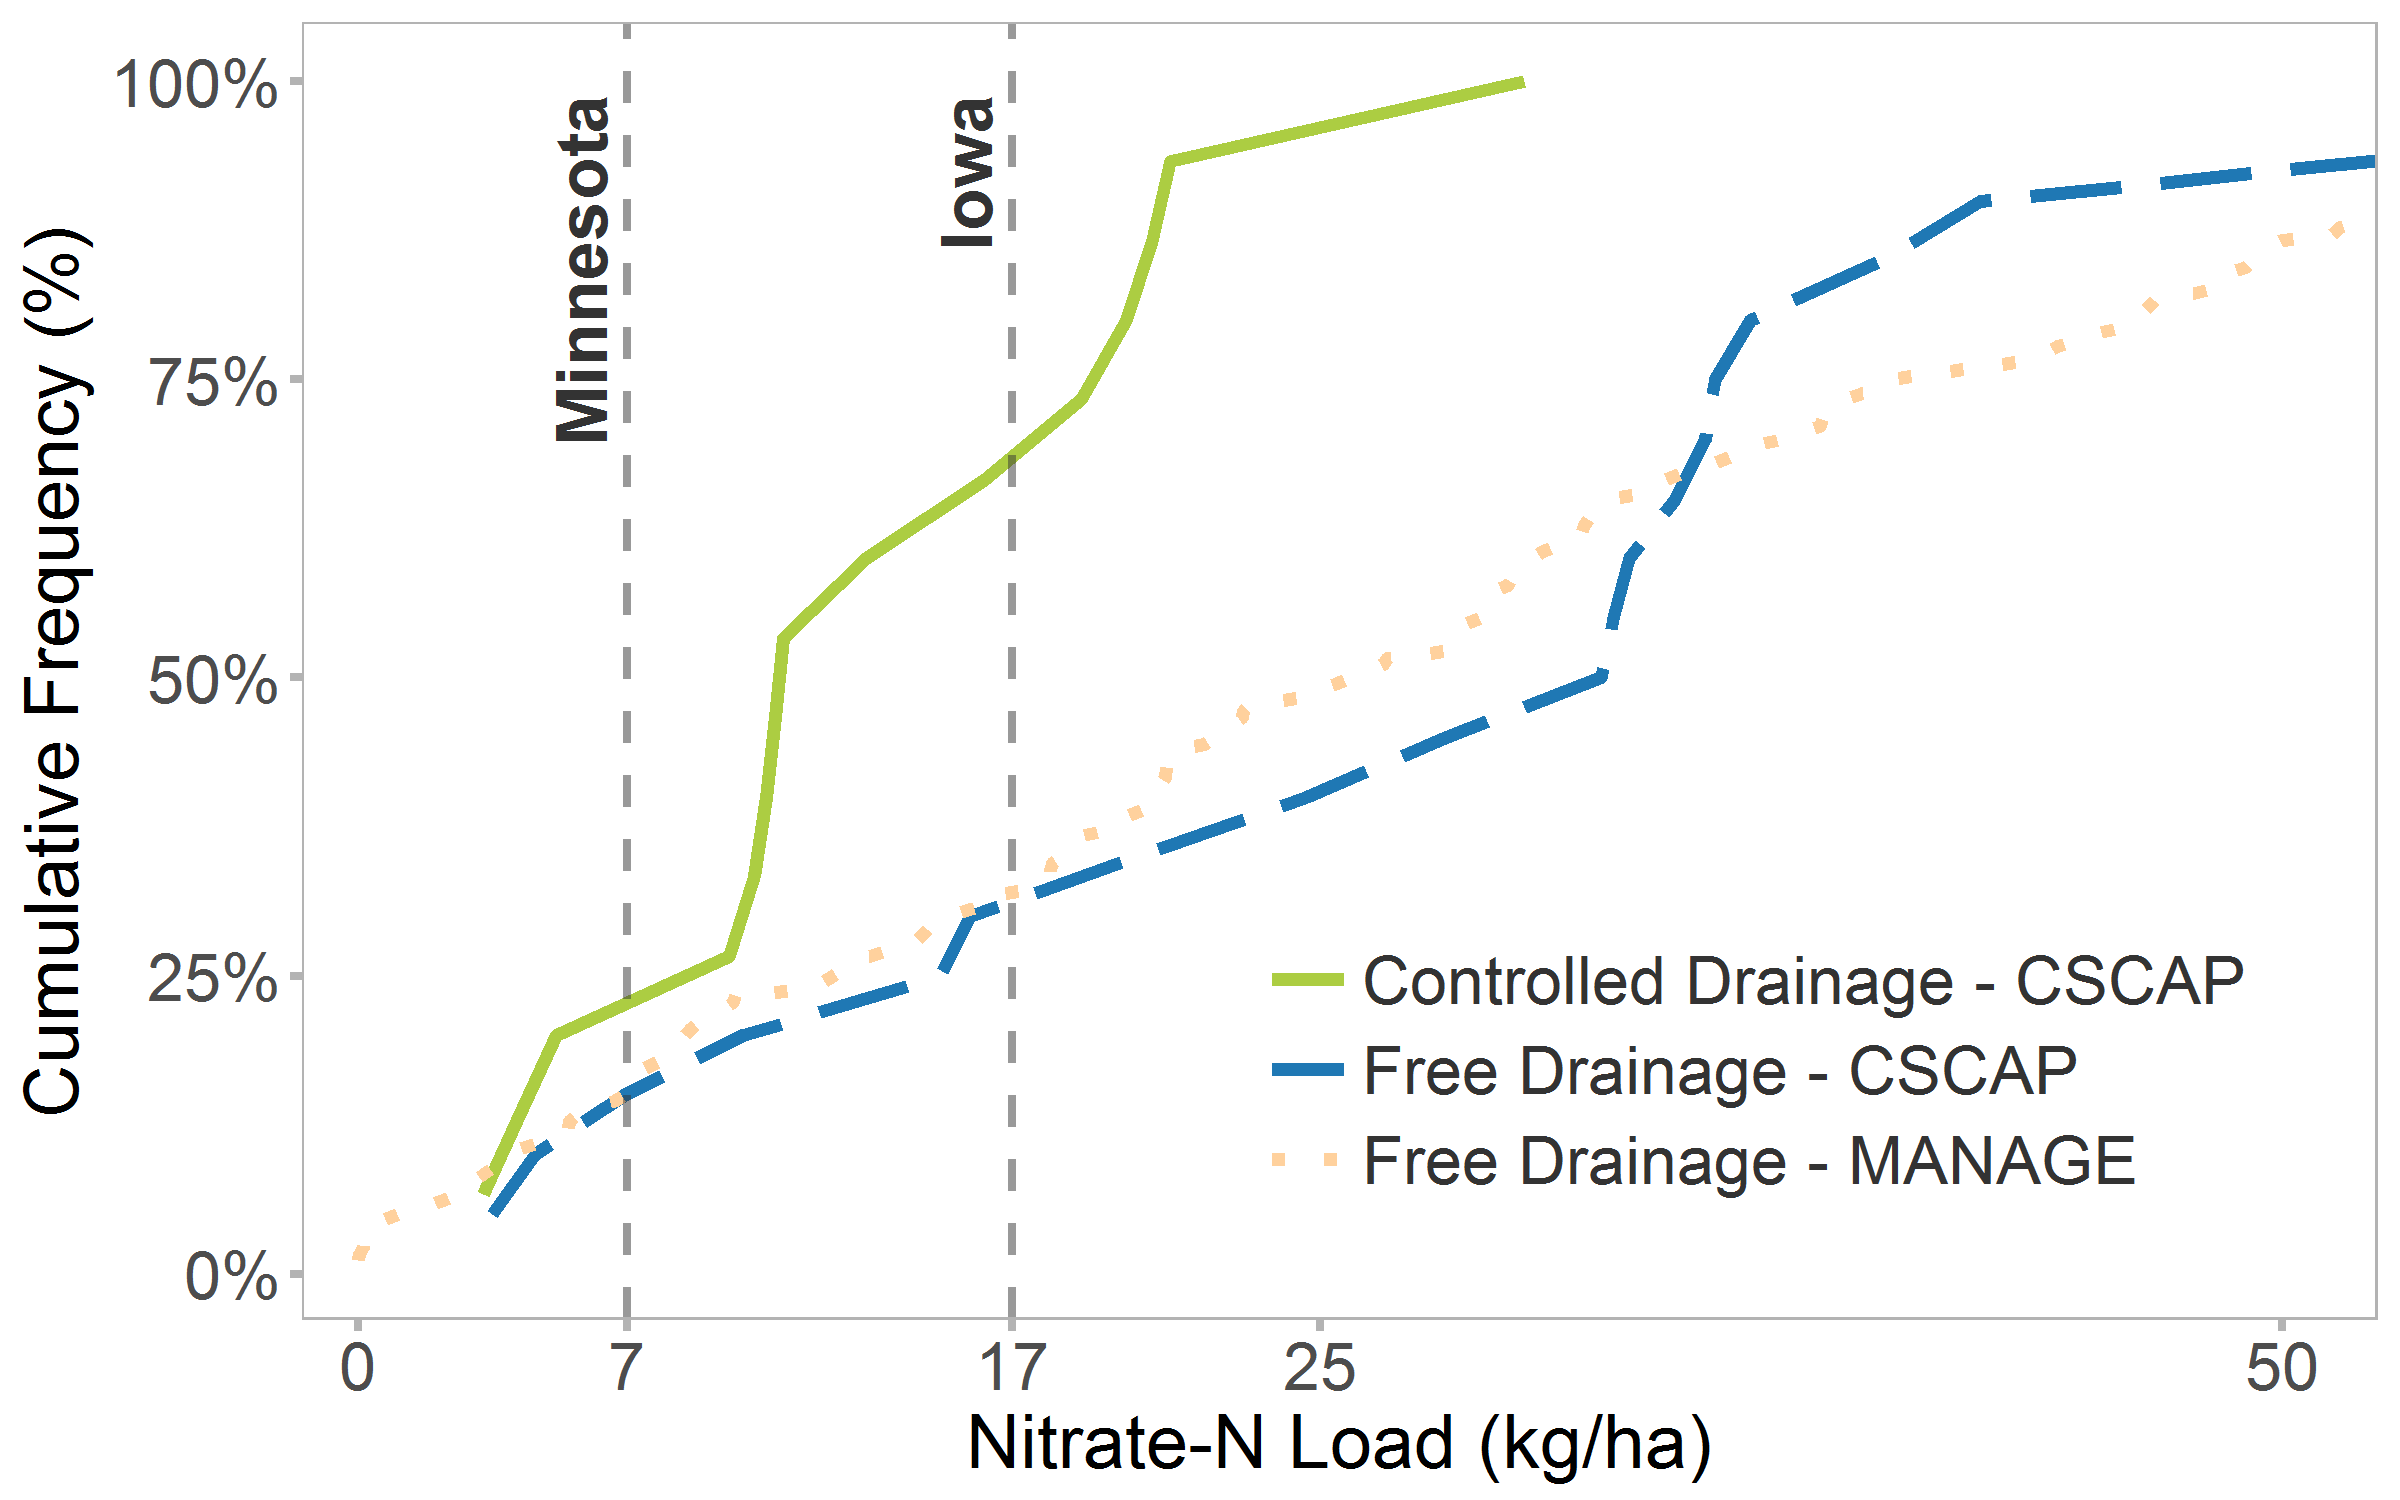 Cumulative Frequency (%)
100%
75%
50%
25%
0%
Minnesota
Iowa
Controlled Drainage - CSCAP
Free Drainage - CSCAP
Free Drainage - MANAGE
0 7 17 25 50
Nitrate-N Load (kg/ha)